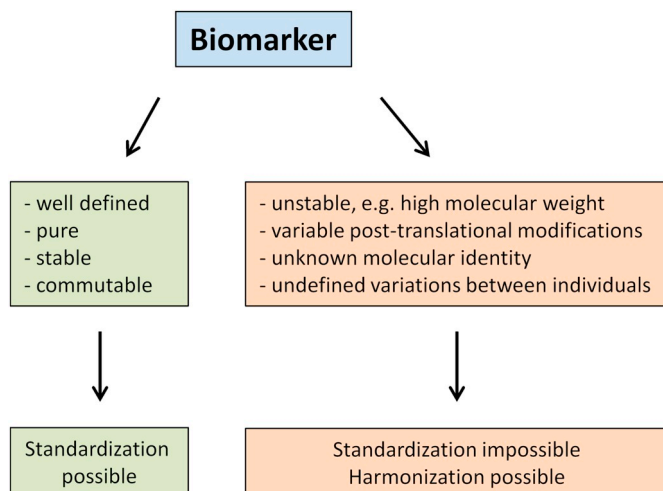 Biomarker
- well defined
- pure
- stable
- commutable
- unstable, e.g. high molecular weight
- variable post-translational modifications
- unknown molecular identity
- undefined variations between individuals
Standardization
possible
Standardization impossible
Harmonization possible